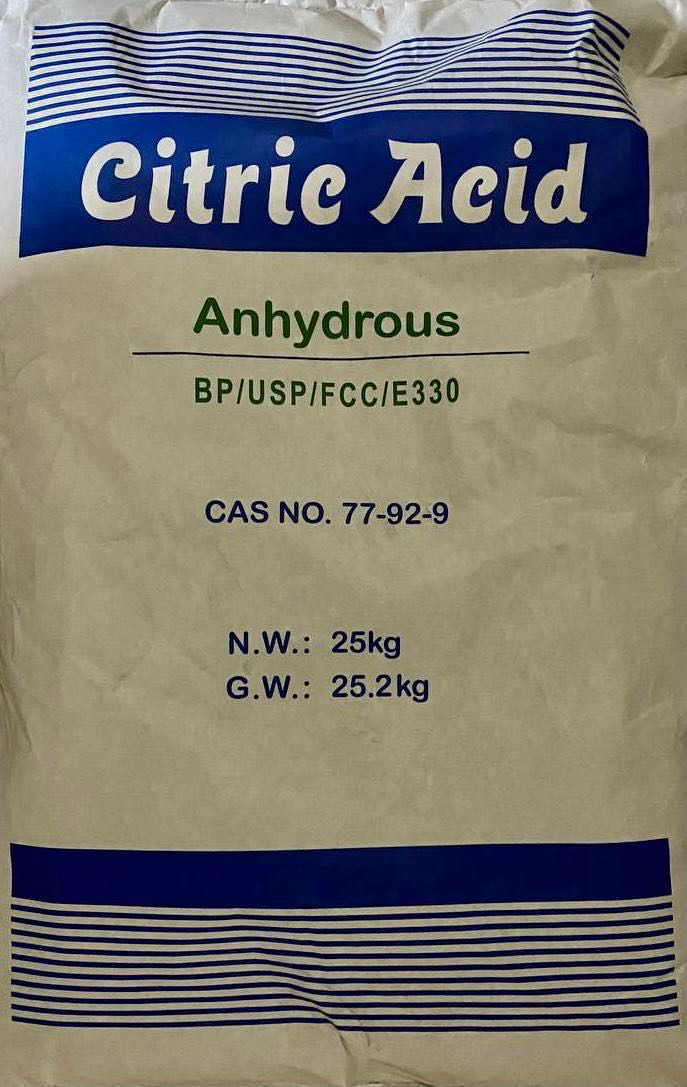 Citric Acid
Anhydrous
BP/USP/FCC/E330
CAS NO. 77-92-9
N.W.: 25kg
G.W.: 25.2kg